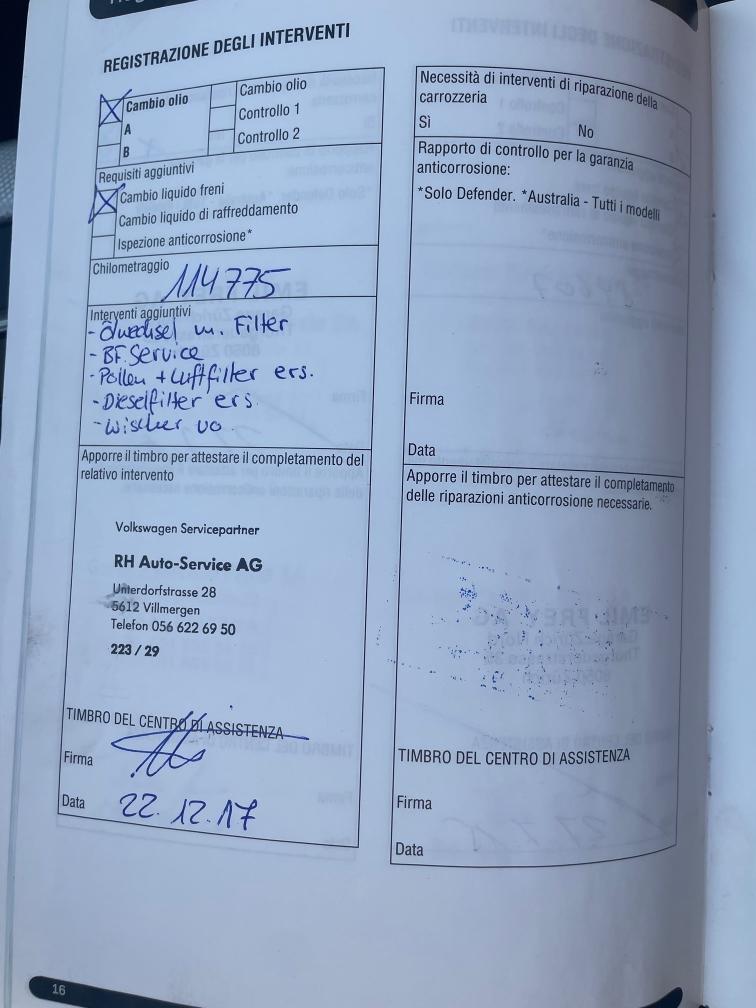 REGISTRAZIONE DEGLI INTERVENTI
Cambio olio
A
B
Cambio olio
Controllo 1
Controllo 2
Requisiti aggiuntivi
Cambio liquido freni
Cambio liquido di raffreddamento
Ispezione anticorrosione*
Chilometraggio
114775
Interventi aggiuntivi
- Ölwechsel m. Filter
- BF. Service
- Pollen + Luftfilter ers.
- Dieselfilter ers.
- Wischer vo.
Apporre il timbro per attestare il completamento del
relativo intervento
Volkswagen Servicepartner
RH Auto-Service AG
Unterdorfstrasse 28
5612 Villmergen
Telefon 056 622 69 50
223 / 29
TIMBRO DEL CENTRO DI ASSISTENZA
Firma
Data 22.12.17
Necessità di interventi di riparazione della
carrozzeria
Sì No
Rapporto di controllo per la garanzia
anticorrosione:
*Solo Defender. *Australia - Tutti i modelli
Firma
Data
Apporre il timbro per attestare il completamento
delle riparazioni anticorrosione necessarie.
TIMBRO DEL CENTRO DI ASSISTENZA
Firma
Data
16